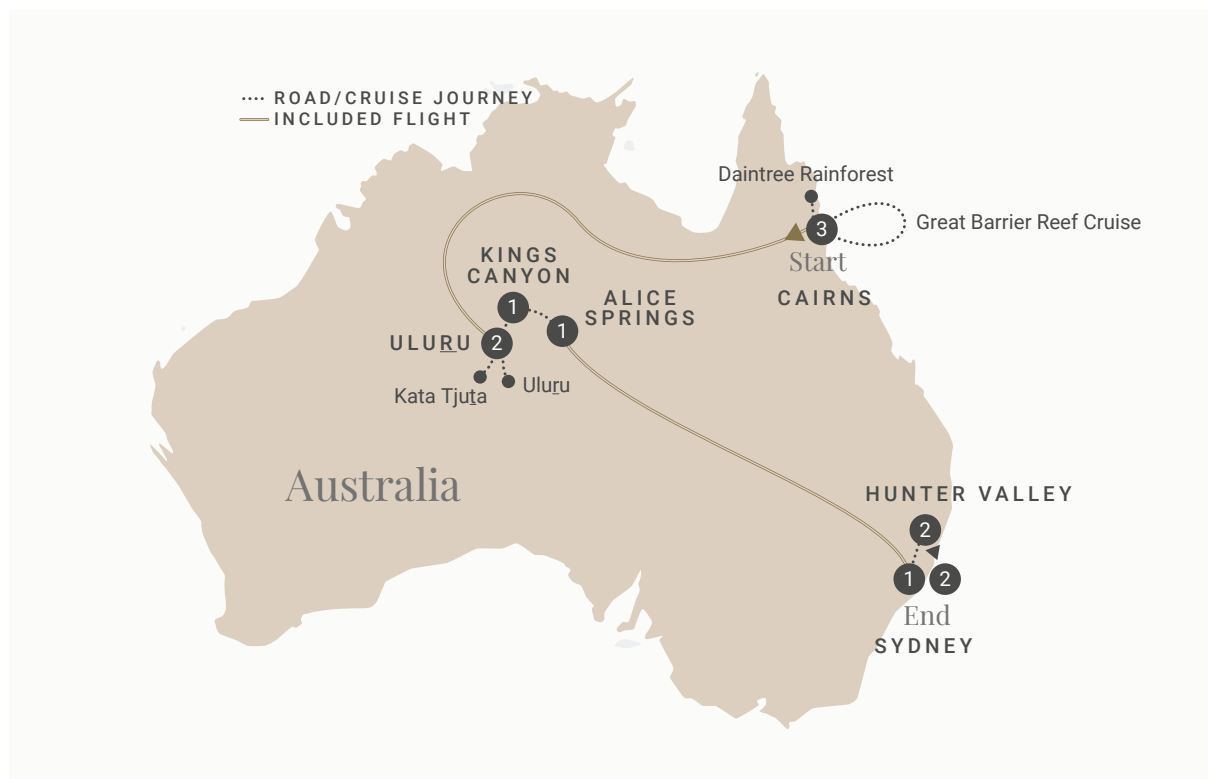 ROAD/CRUISE JOURNEY
INCLUDED FLIGHT
Daintree Rainforest
3
Great Barrier Reef Cruise
Start
CAIRNS
KINGS
CANYON
1
ALICE
SPRINGS
1
ULURU
2
Kata Tjuṯa
Uluṟu
Australia
HUNTER VALLEY
2
1
2
End
SYDNEY